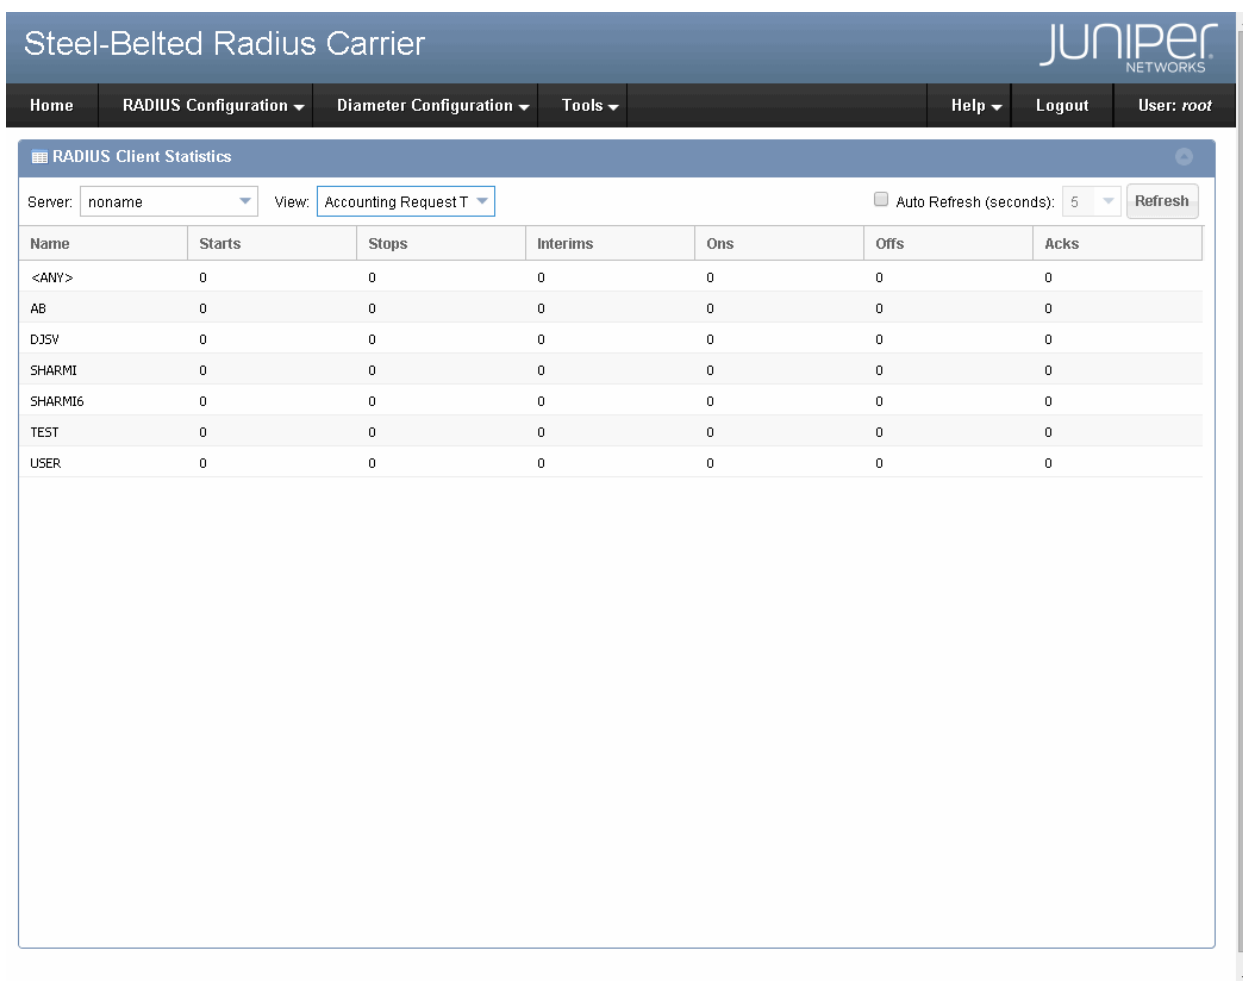 Steel-Belted Radius Carrier
JUNIPER
NETWORKS
Home RADIUS Configuration Diameter Configuration Tools Help Logout User: root
RADIUS Client Statistics
Server: noname View: Accounting Request T Auto Refresh (seconds): 5 Refresh
Name Starts Stops Interims Ons Offs Acks
<ANY> 0 0 0 0 0 0
AB 0 0 0 0 0 0
DJSV 0 0 0 0 0 0
SHARMI 0 0 0 0 0 0
SHARMI6 0 0 0 0 0 0
TEST 0 0 0 0 0 0
USER 0 0 0 0 0 0